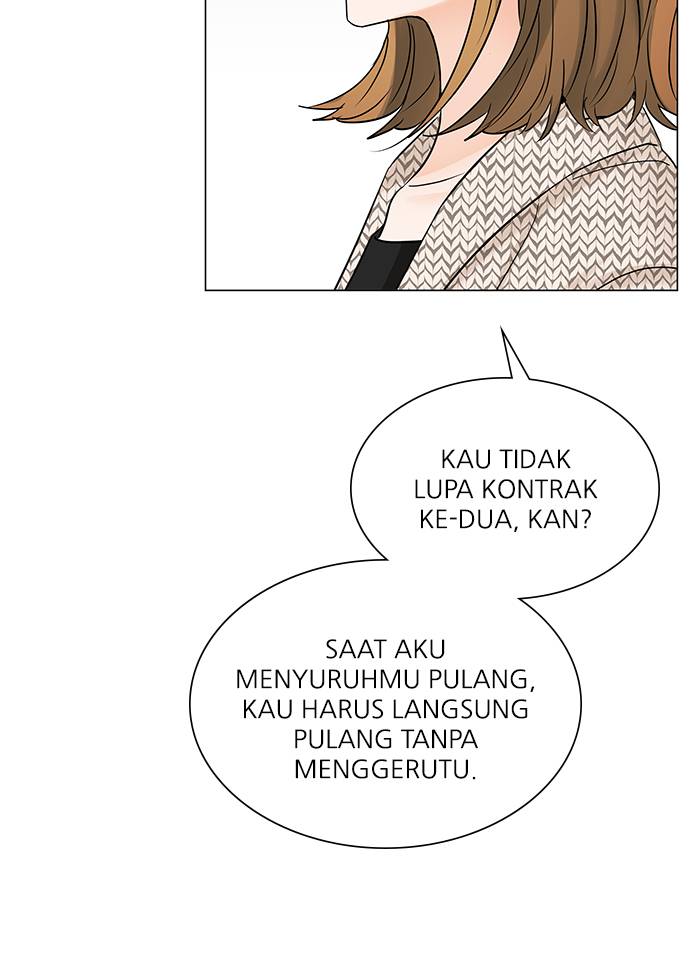 KAU TIDAK
LUPA KONTRAK
KE-DUA, KAN?
SAAT AKU
MENYURUHMU PULANG,
KAU HARUS LANGSUNG
PULANG TANPA
MENGGERUTU.